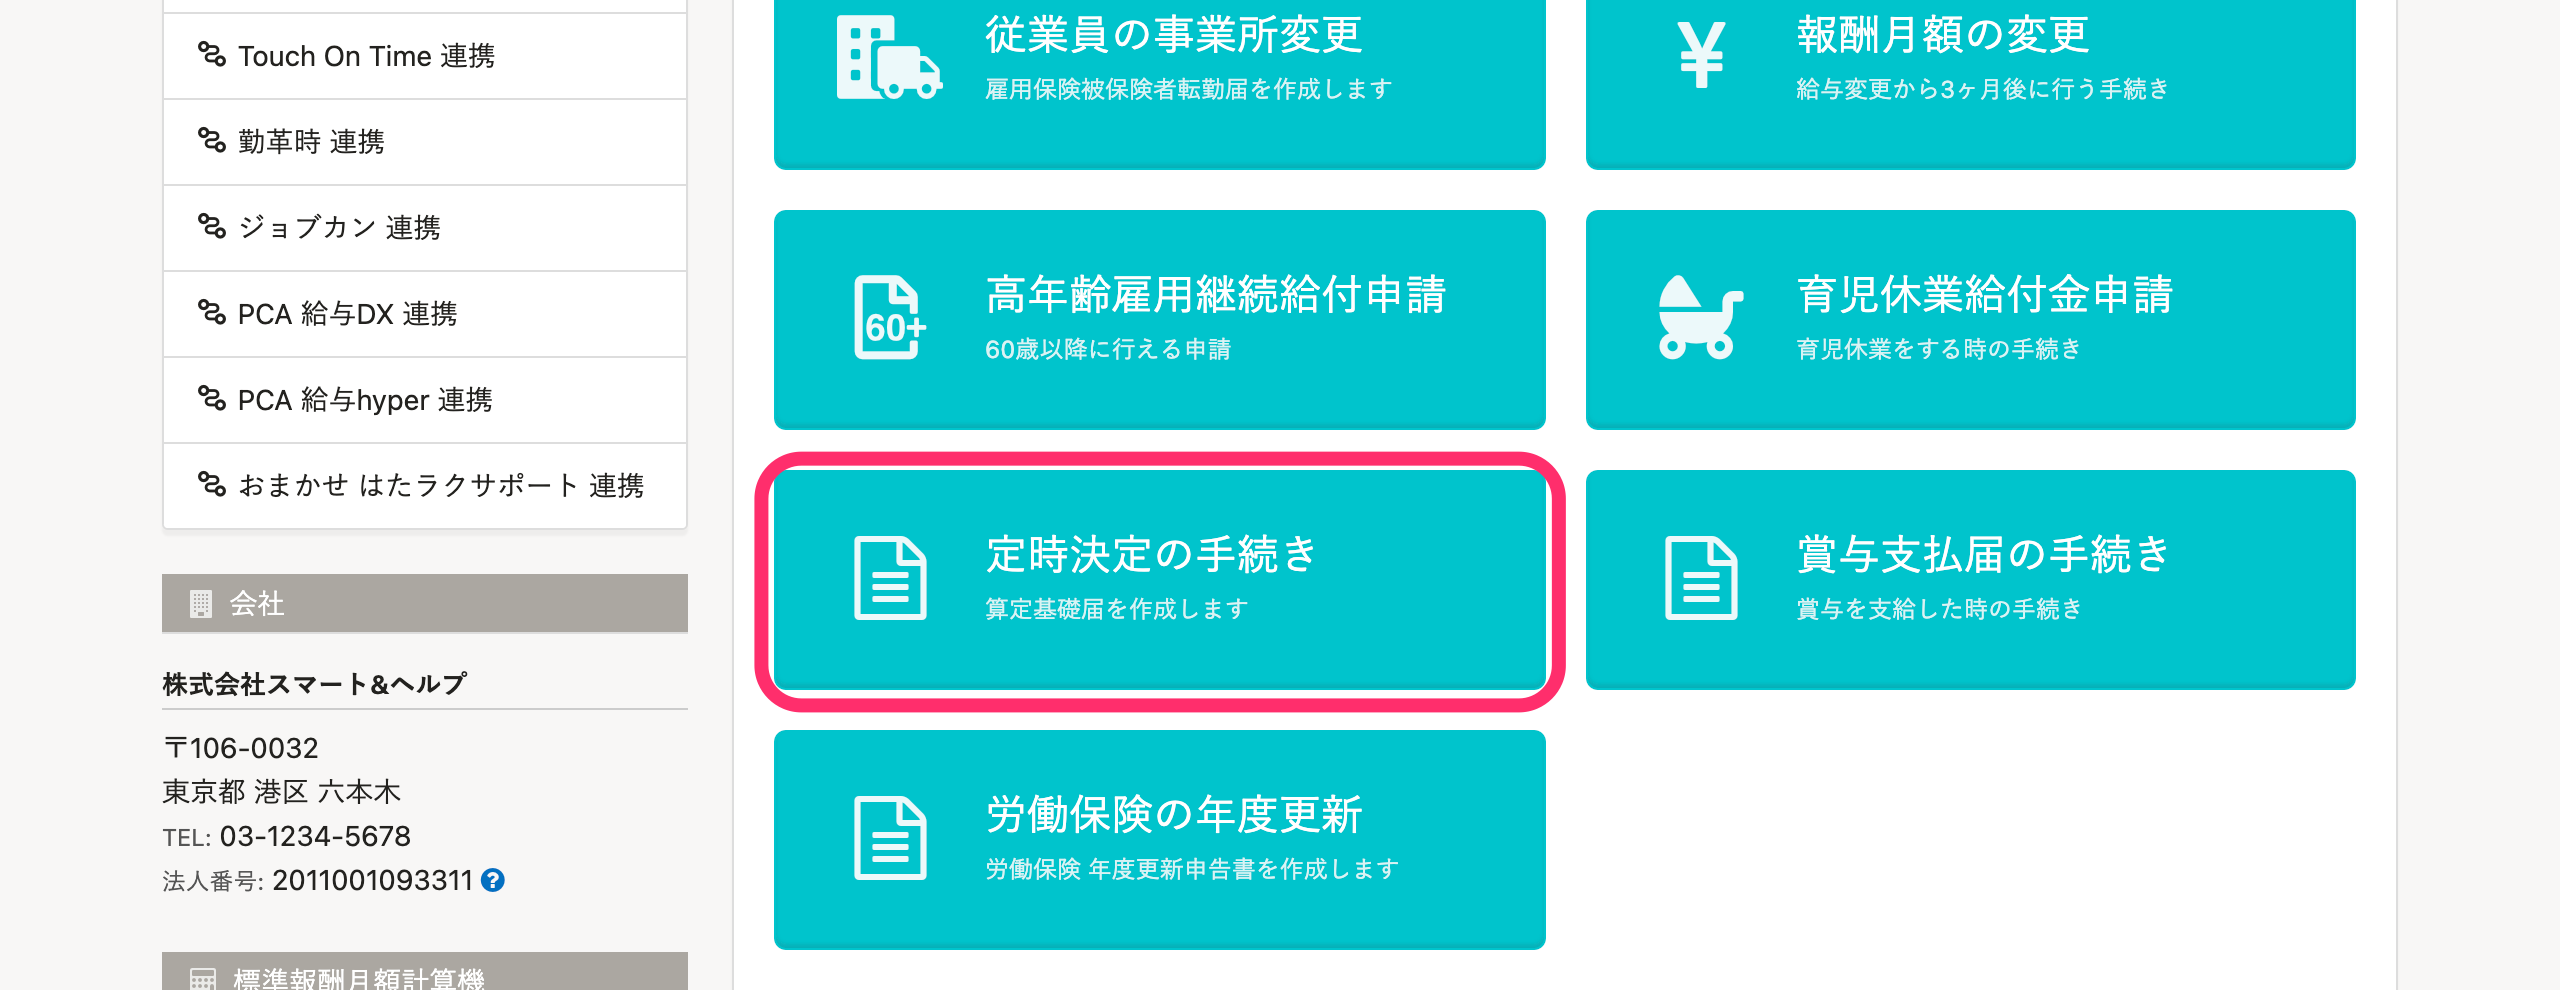 Touch On Time 連携
勤革時 連携
ジョブカン 連携
PCA 給与DX 連携
PCA 給与hyper 連携
おまかせ はたラクサポート 連携
会社
株式会社スマート&ヘルプ
〒106-0032
東京都 港区 六本木
TEL: 03-1234-5678
法人番号: 2011001093311 ?
標準報酬月額計算機
従業員の事業所変更
雇用保険被保険者転勤届を作成します
¥
報酬月額の変更
給与変更から3ヶ月後に行う手続き
60+
高年齢雇用継続給付申請
60歳以降に行える申請
育児休業給付金申請
育児休業をする時の手続き
定時決定の手続き
算定基礎届を作成します
賞与支払届の手続き
賞与を支給した時の手続き
労働保険の年度更新
労働保険 年度更新申告書を作成します